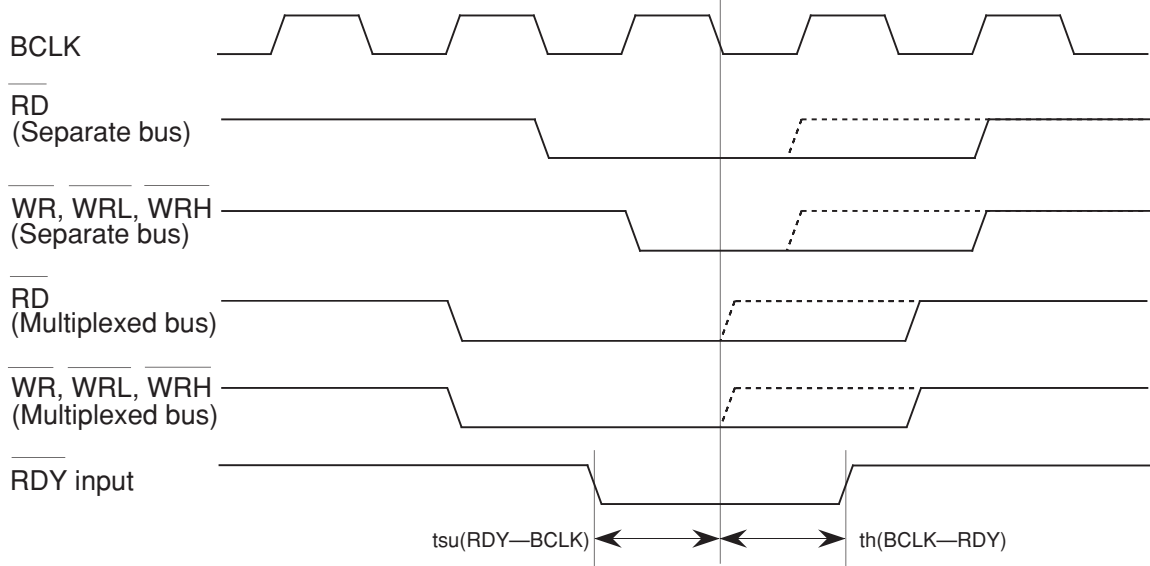 BCLK
RD
(Separate bus)
WR, WRL, WRH
(Separate bus)
RD
(Multiplexed bus)
WR, WRL, WRH
(Multiplexed bus)
RDY input
tsu(RDY—BCLK)
th(BCLK—RDY)